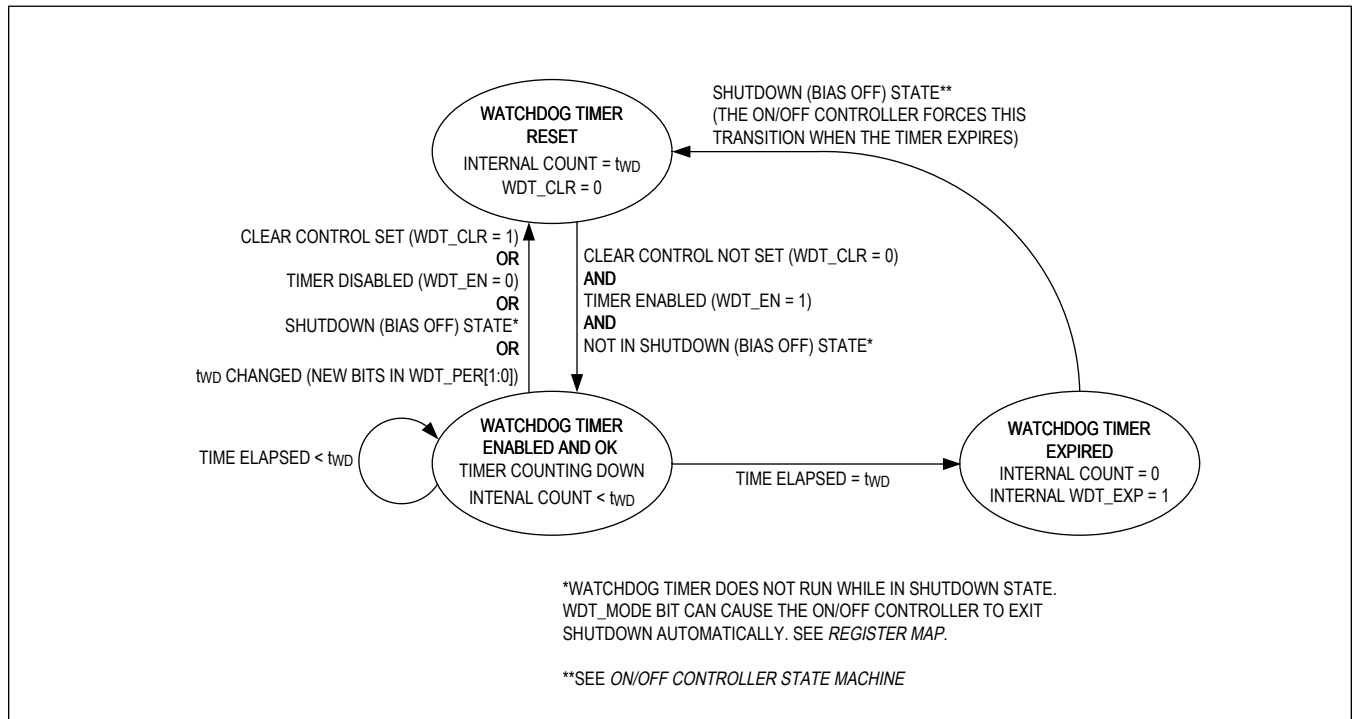 SHUTDOWN (BIAS OFF) STATE**
(THE ON/OFF CONTROLLER FORCES THIS
TRANSITION WHEN THE TIMER EXPIRES)
WATCHDOG TIMER
RESET
INTERNAL COUNT = tWD
WDT_CLR = 0
CLEAR CONTROL SET (WDT_CLR = 1)
OR
TIMER DISABLED (WDT_EN = 0)
OR
SHUTDOWN (BIAS OFF) STATE*
OR
tWD CHANGED (NEW BITS IN WDT_PER[1:0])
CLEAR CONTROL NOT SET (WDT_CLR = 0)
AND
TIMER ENABLED (WDT_EN = 1)
AND
NOT IN SHUTDOWN (BIAS OFF) STATE*
TIME ELAPSED < tWD
WATCHDOG TIMER
ENABLED AND OK
TIMER COUNTING DOWN
INTENAL COUNT < tWD
TIME ELAPSED = tWD
WATCHDOG TIMER
EXPIRED
INTERNAL COUNT = 0
INTERNAL WDT_EXP = 1
*WATCHDOG TIMER DOES NOT RUN WHILE IN SHUTDOWN STATE.
WDT_MODE BIT CAN CAUSE THE ON/OFF CONTROLLER TO EXIT
SHUTDOWN AUTOMATICALLY. SEE REGISTER MAP.
**SEE ON/OFF CONTROLLER STATE MACHINE